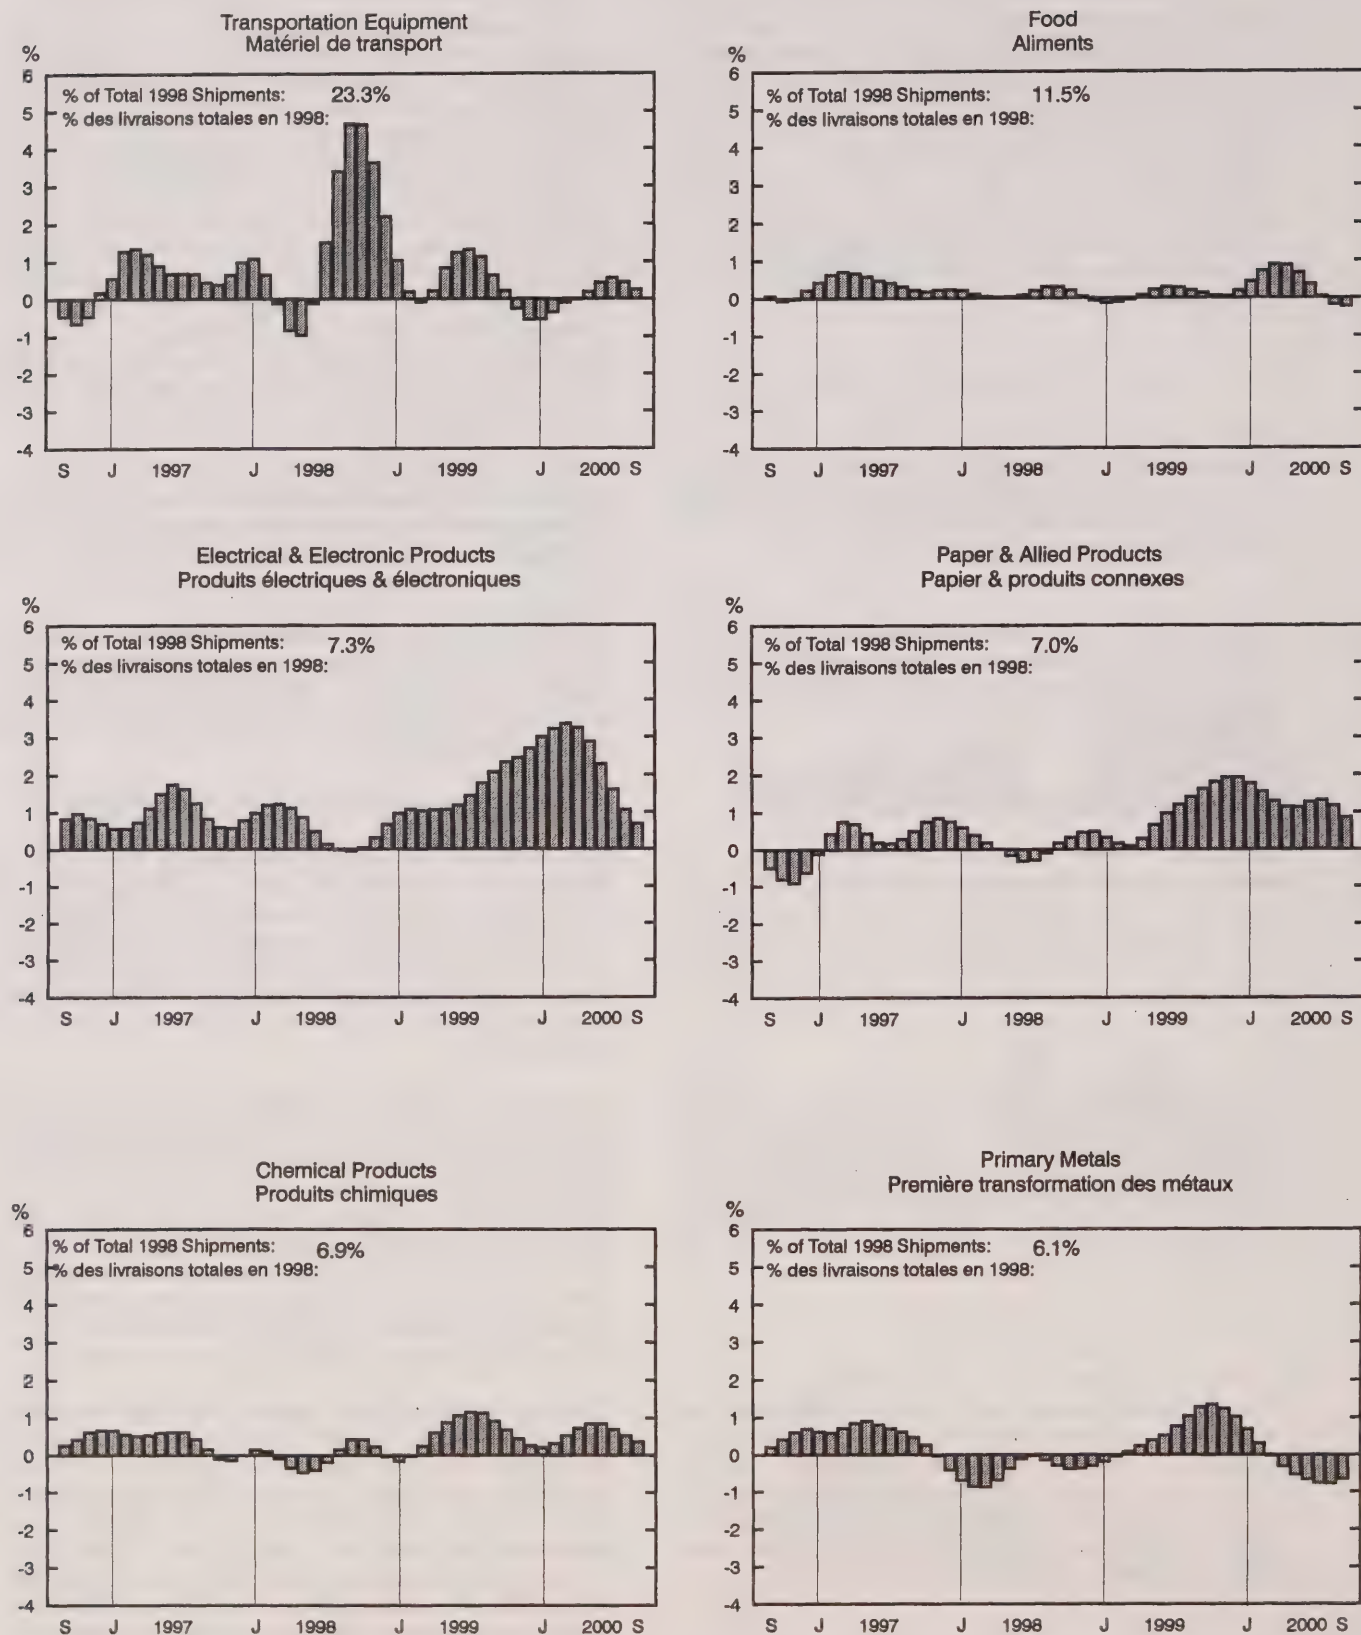 Transportation Equipment
Matériel de transport
%
6
% of Total 1998 Shipments: 23.3%
5
% des livraisons totales en 1998:
4
3
2
1
0
-1
-2
-3
-4
S J 1997 J 1998 J 1999 J 2000 S
Food
Aliments
%
6
% of Total 1998 Shipments: 11.5%
5
% des livraisons totales en 1998:
4
3
2
1
0
-1
-2
-3
-4
S J 1997 J 1998 J 1999 J 2000 S
Electrical & Electronic Products
Produits électriques & électroniques
%
6
% of Total 1998 Shipments: 7.3%
5
% des livraisons totales en 1998:
4
3
2
1
0
-1
-2
-3
-4
S J 1997 J 1998 J 1999 J 2000 S
Paper & Allied Products
Papier & produits connexes
%
6
% of Total 1998 Shipments: 7.0%
5
% des livraisons totales en 1998:
4
3
2
1
0
-1
-2
-3
-4
S J 1997 J 1998 J 1999 J 2000 S
Chemical Products
Produits chimiques
%
6
% of Total 1998 Shipments: 6.9%
5
% des livraisons totales en 1998:
4
3
2
1
0
-1
-2
-3
-4
S J 1997 J 1998 J 1999 J 2000 S
Primary Metals
Première transformation des métaux
%
6
% of Total 1998 Shipments: 6.1%
5
% des livraisons totales en 1998:
4
3
2
1
0
-1
-2
-3
-4
S J 1997 J 1998 J 1999 J 2000 S